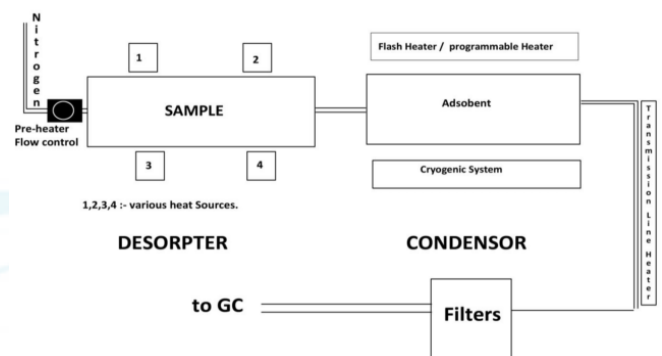 Nitrogen
Pre-heater
Flow control
1
2
SAMPLE
3
4
1,2,3,4 :- various heat Sources.
DESORPTER
Flash Heater / programmable Heater
Adsobent
Cryogenic System
CONDENSOR
Transmission Line Heater
to GC
Filters